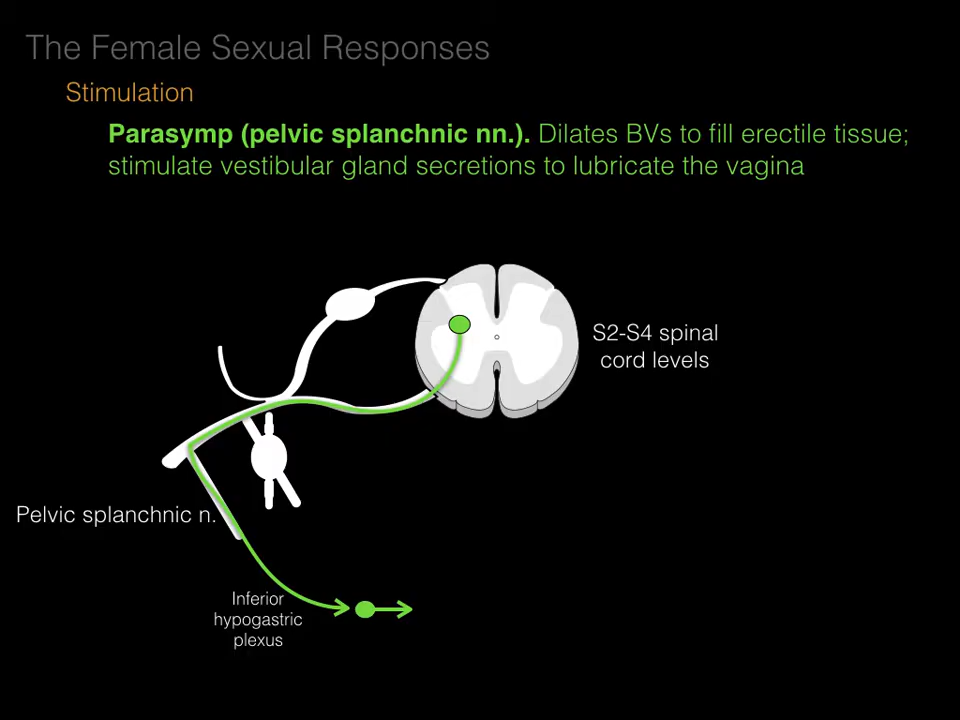 The Female Sexual Responses
Stimulation
Parasymp (pelvic splanchnic nn.). Dilates BVs to fill erectile tissue;
stimulate vestibular gland secretions to lubricate the vagina
S2-S4 spinal
cord levels
Pelvic splanchnic n.
Inferior
hypogastric
plexus